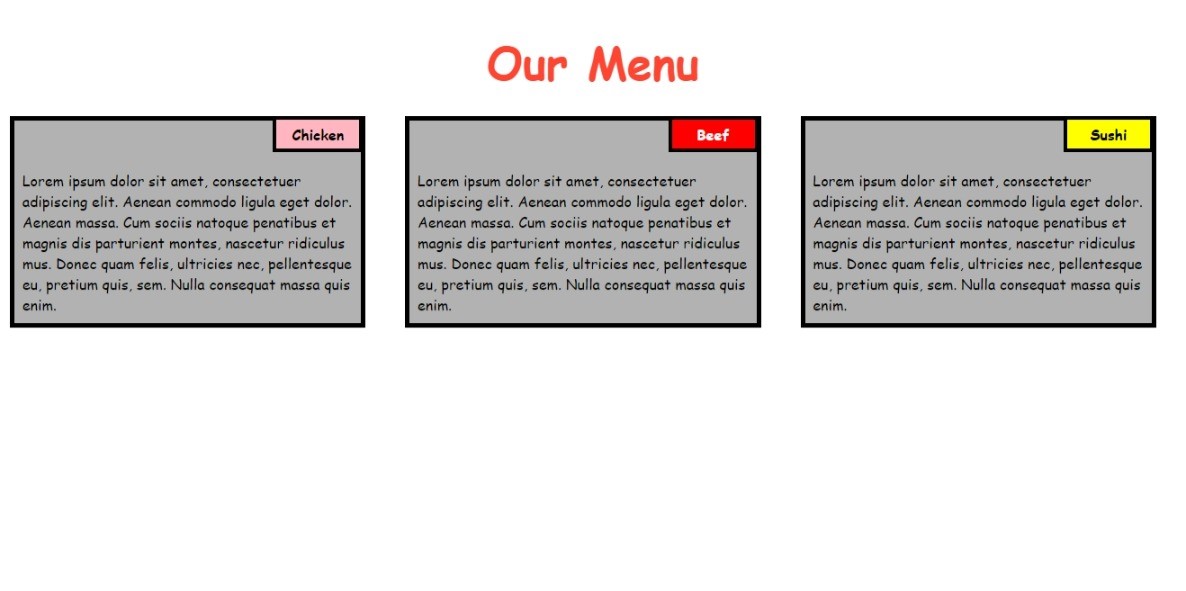 Our Menu
Chicken
Lorem ipsum dolor sit amet, consectetuer
adipiscing elit. Aenean commodo ligula eget dolor.
Aenean massa. Cum sociis natoque penatibus et
magnis dis parturient montes, nascetur ridiculus
mus. Donec quam felis, ultricies nec, pellentesque
eu, pretium quis, sem. Nulla consequat massa quis
enim.
Beef
Lorem ipsum dolor sit amet, consectetuer
adipiscing elit. Aenean commodo ligula eget dolor.
Aenean massa. Cum sociis natoque penatibus et
magnis dis parturient montes, nascetur ridiculus
mus. Donec quam felis, ultricies nec, pellentesque
eu, pretium quis, sem. Nulla consequat massa quis
enim.
Sushi
Lorem ipsum dolor sit amet, consectetuer
adipiscing elit. Aenean commodo ligula eget dolor.
Aenean massa. Cum sociis natoque penatibus et
magnis dis parturient montes, nascetur ridiculus
mus. Donec quam felis, ultricies nec, pellentesque
eu, pretium quis, sem. Nulla consequat massa quis
enim.